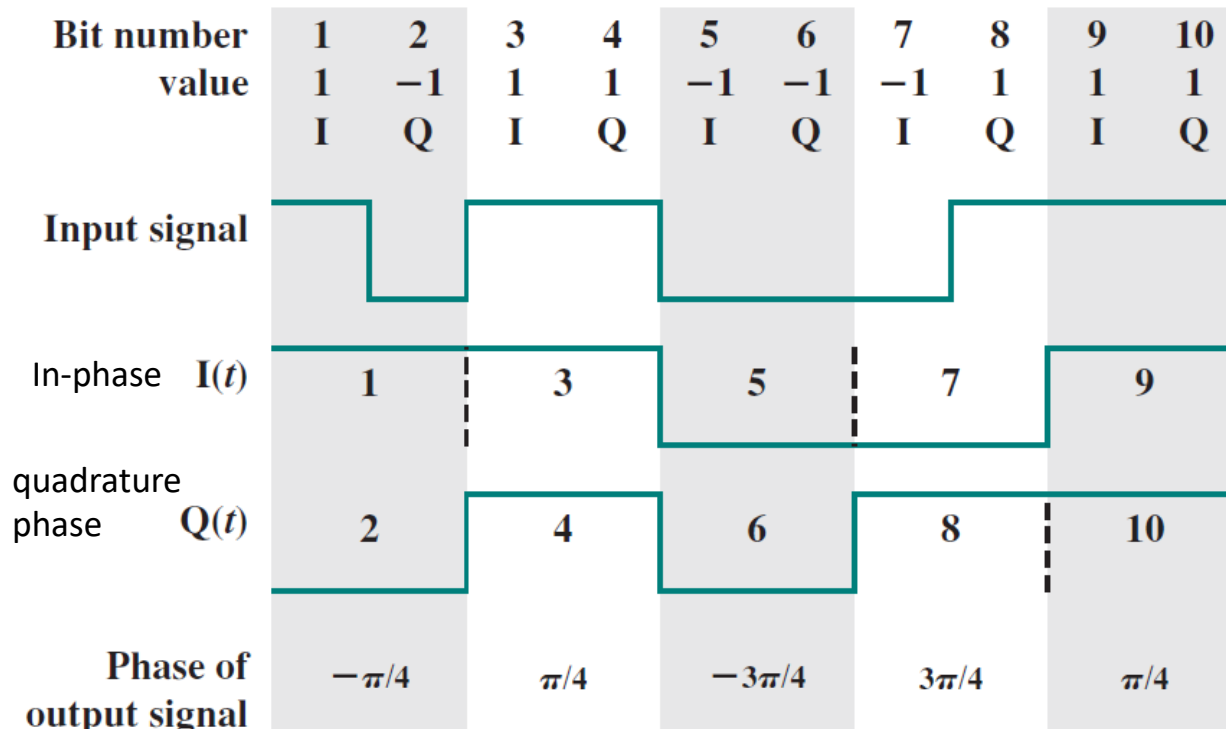 Bit number 1 2 3 4 5 6 7 8 9 10
value 1 −1 1 1 −1 −1 −1 1 1 1
I Q I Q I Q I Q I Q
Input signal
In-phase I(t) 1 3 5 7 9
quadrature
phase Q(t) 2 4 6 8 10
Phase of −π/4 π/4 −3π/4 3π/4 π/4
output signal